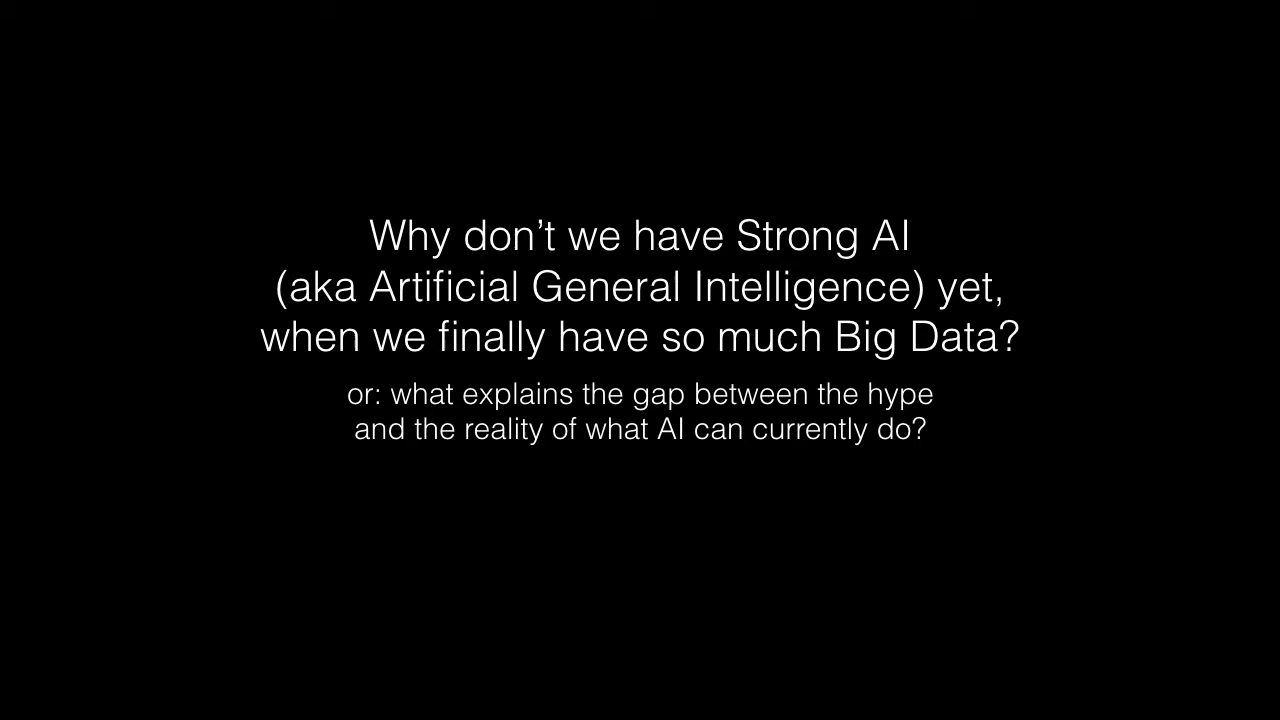 Why don’t we have Strong AI
(aka Artificial General Intelligence) yet,
when we finally have so much Big Data?
or: what explains the gap between the hype
and the reality of what AI can currently do?